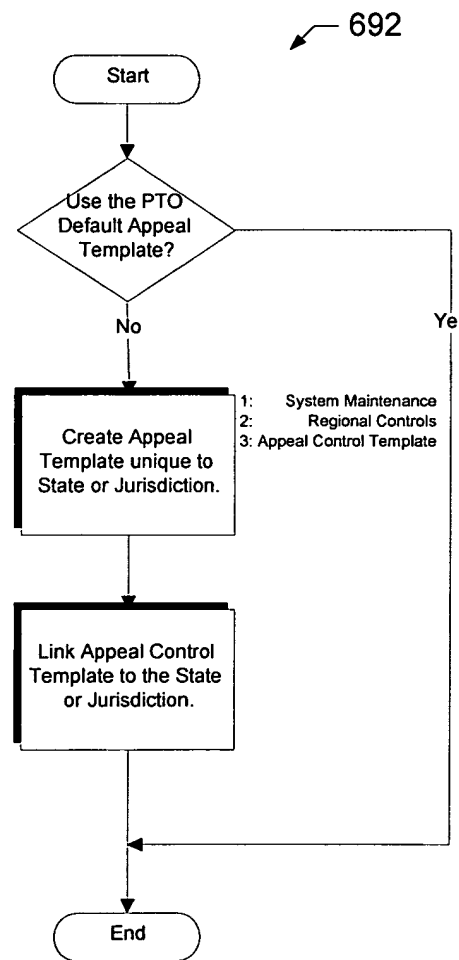 692
Start
Use the PTO
Default Appeal
Template?
No
Ye
Create Appeal
Template unique to
State or Jurisdiction.
1: System Maintenance
2: Regional Controls
3: Appeal Control Template
Link Appeal Control
Template to the State
or Jurisdiction.
End